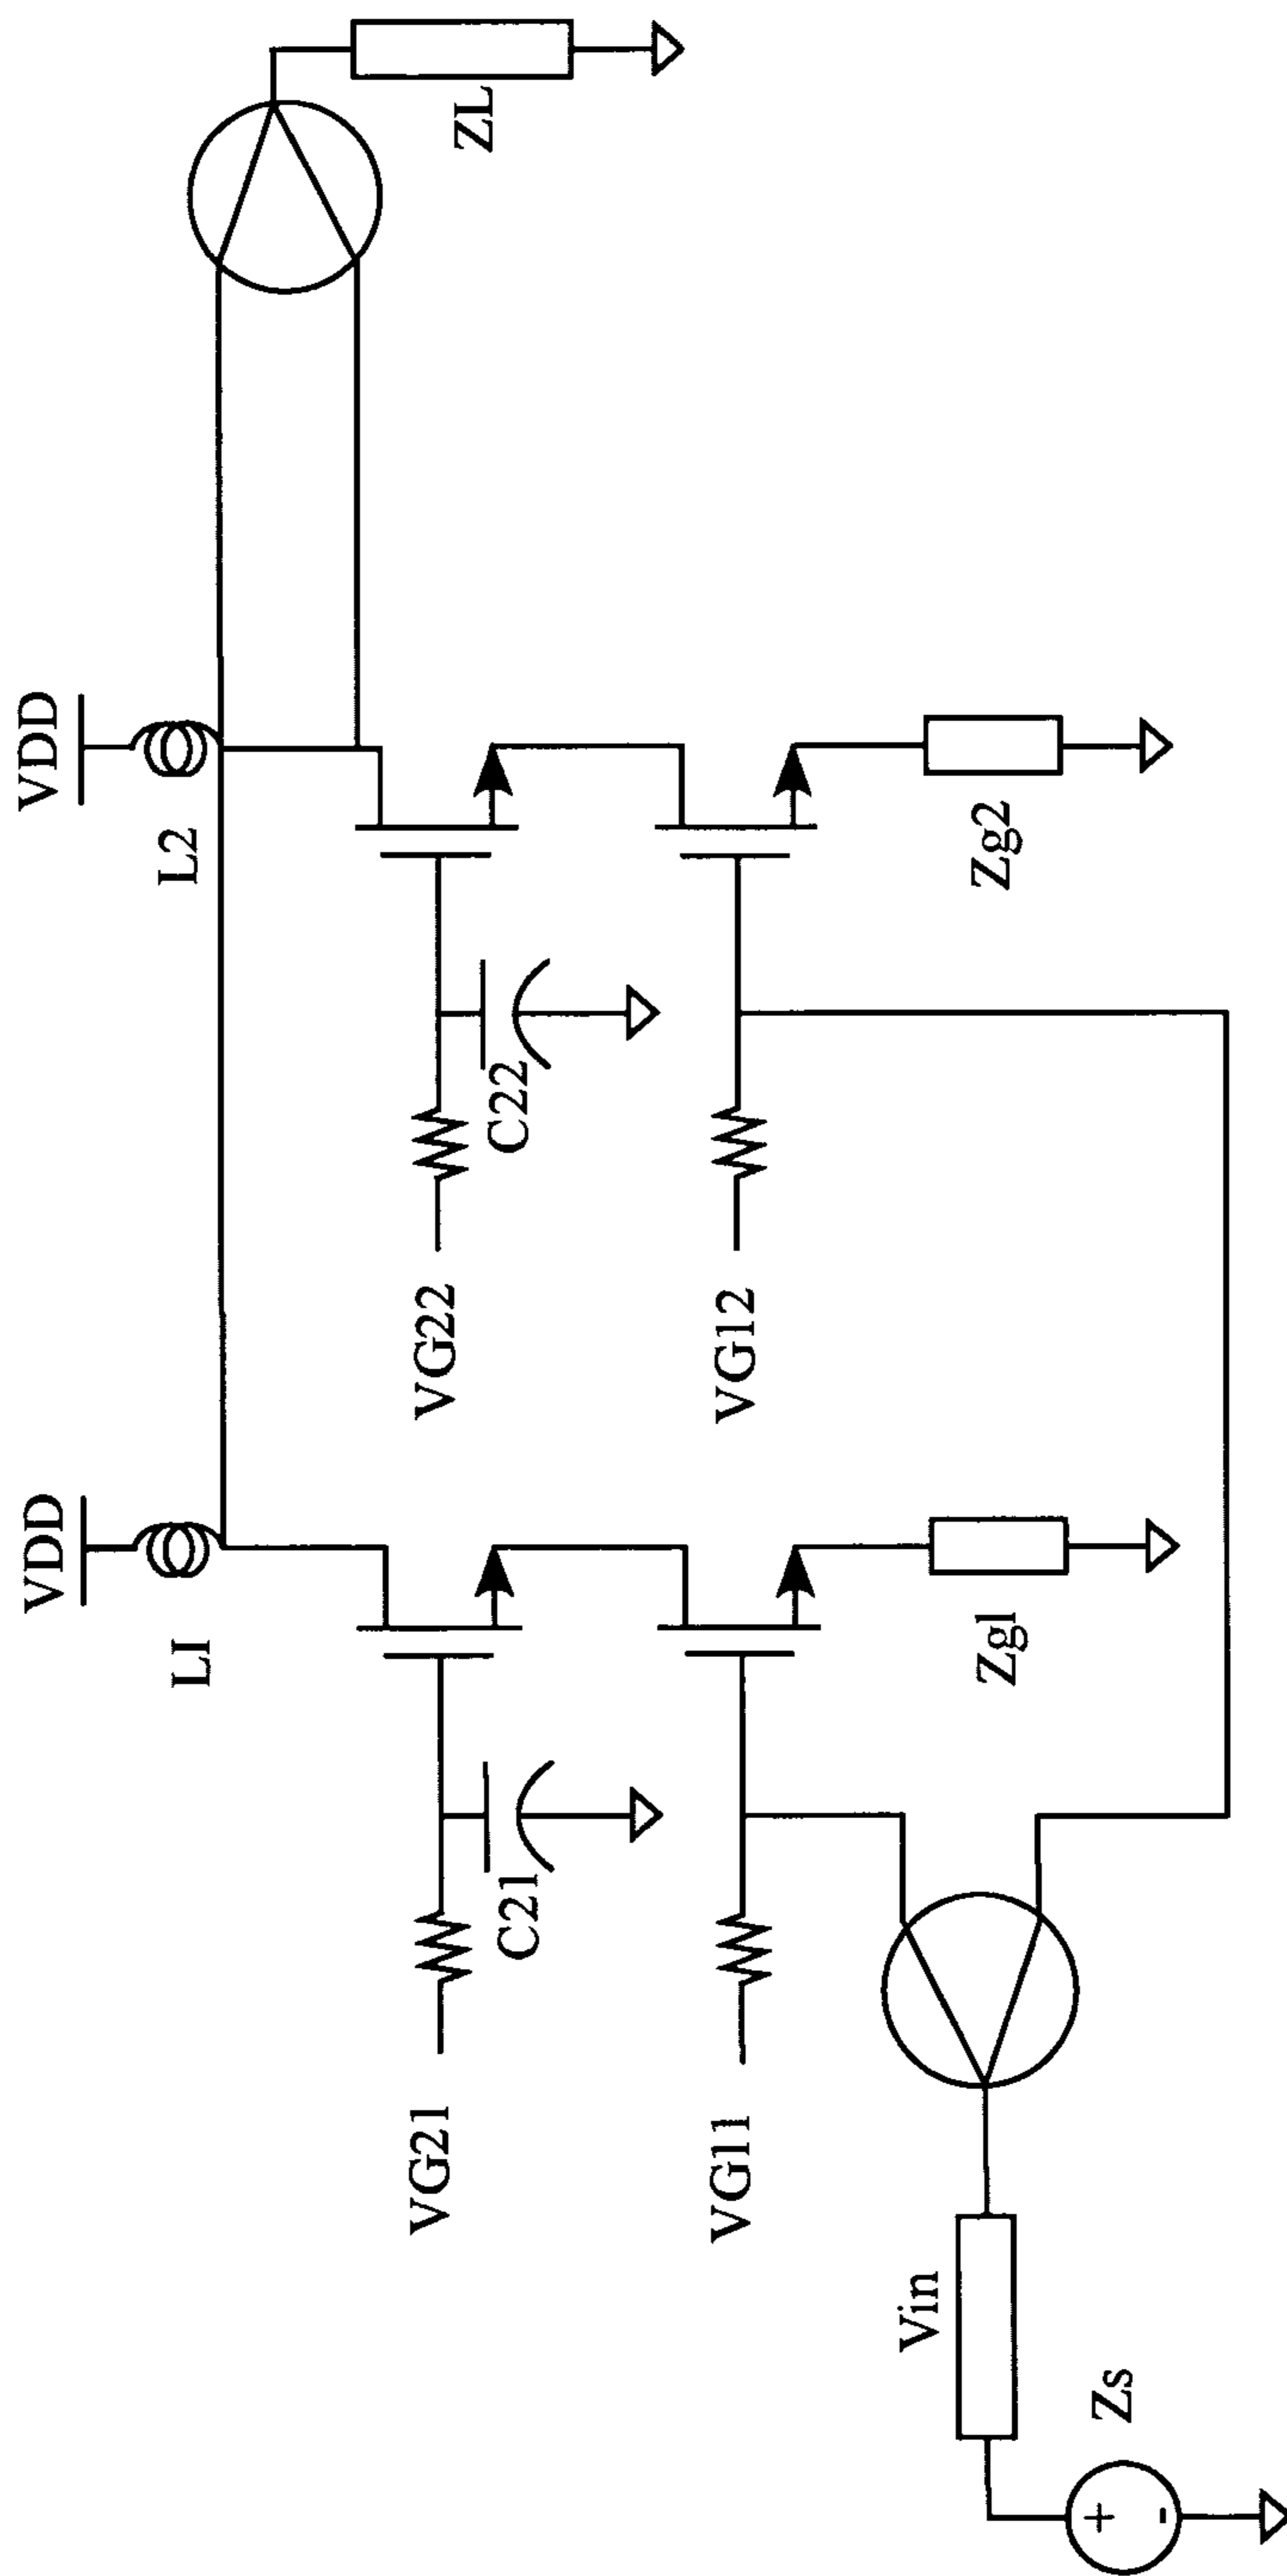 VDD
VDD
LI
L2
ZL
VG21
C21
VG22
C22
VG11
VG12
Zgl
Zg2
Vin
Zs
+
-